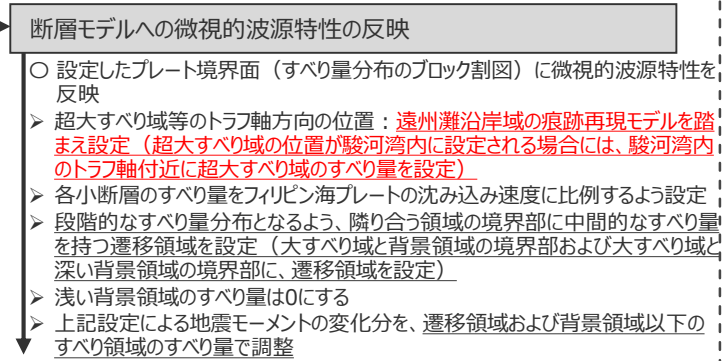 断層モデルへの微視的波源特性の反映
〇 設定したプレート境界面（すべり量分布のブロック割図）に微視的波源特性を
反映
➢ 超大すべり域等のトラフ軸方向の位置：遠州灘沿岸域の痕跡再現モデルを踏
まえ設定（超大すべり域の位置が駿河湾内に設定される場合には、駿河湾内
のトラフ軸付近に超大すべり域のすべり量を設定）
➢ 各小断層のすべり量をフィリピン海プレートの沈み込み速度に比例するよう設定
➢ 段階的なすべり量分布となるよう、隣り合う領域の境界部に中間的なすべり量
を持つ遷移領域を設定（大すべり域と背景領域の境界部および大すべり域と
深い背景領域の境界部に、遷移領域を設定）
➢ 浅い背景領域のすべり量は0にする
➢ 上記設定による地震モーメントの変化分を、遷移領域および背景領域以下の
すべり領域のすべり量で調整